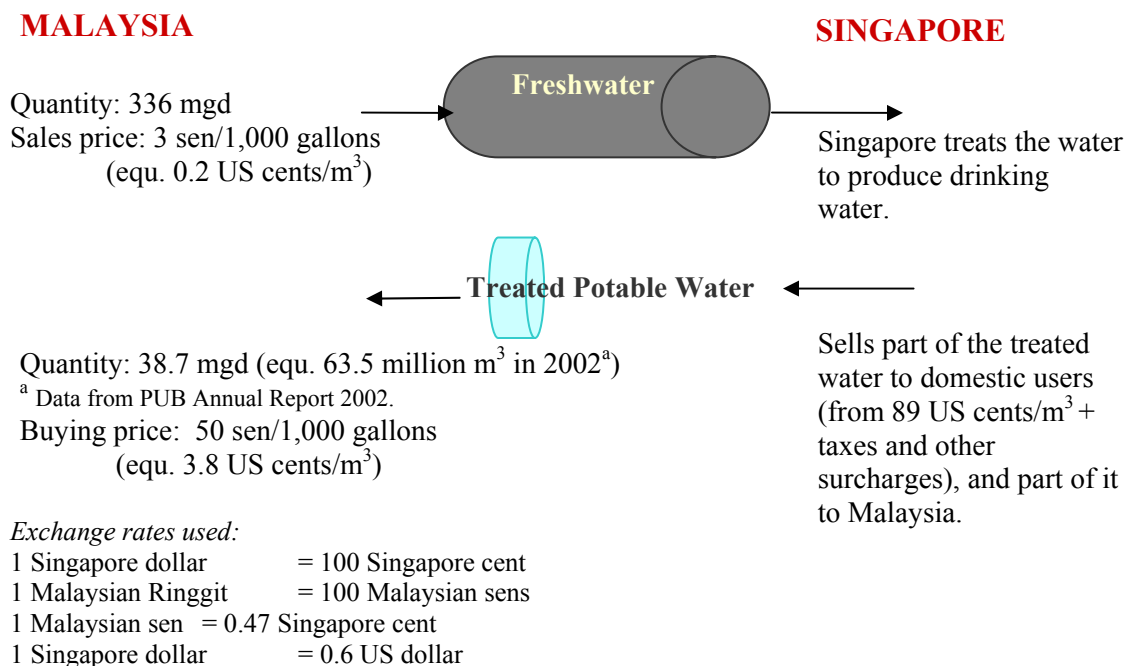 MALAYSIA
SINGAPORE
Freshwater
Quantity: 336 mgd
Sales price: 3 sen/1,000 gallons
(equ. 0.2 US cents/m³)
Singapore treats the water
to produce drinking
water.
Treated Potable Water
Quantity: 38.7 mgd (equ. 63.5 million m³ in 2002ᵃ)
ᵃ Data from PUB Annual Report 2002.
Buying price: 50 sen/1,000 gallons
(equ. 3.8 US cents/m³)
Sells part of the treated
water to domestic users
(from 89 US cents/m³ +
taxes and other
surcharges), and part of it
to Malaysia.
Exchange rates used:
1 Singapore dollar = 100 Singapore cent
1 Malaysian Ringgit = 100 Malaysian sens
1 Malaysian sen = 0.47 Singapore cent
1 Singapore dollar = 0.6 US dollar